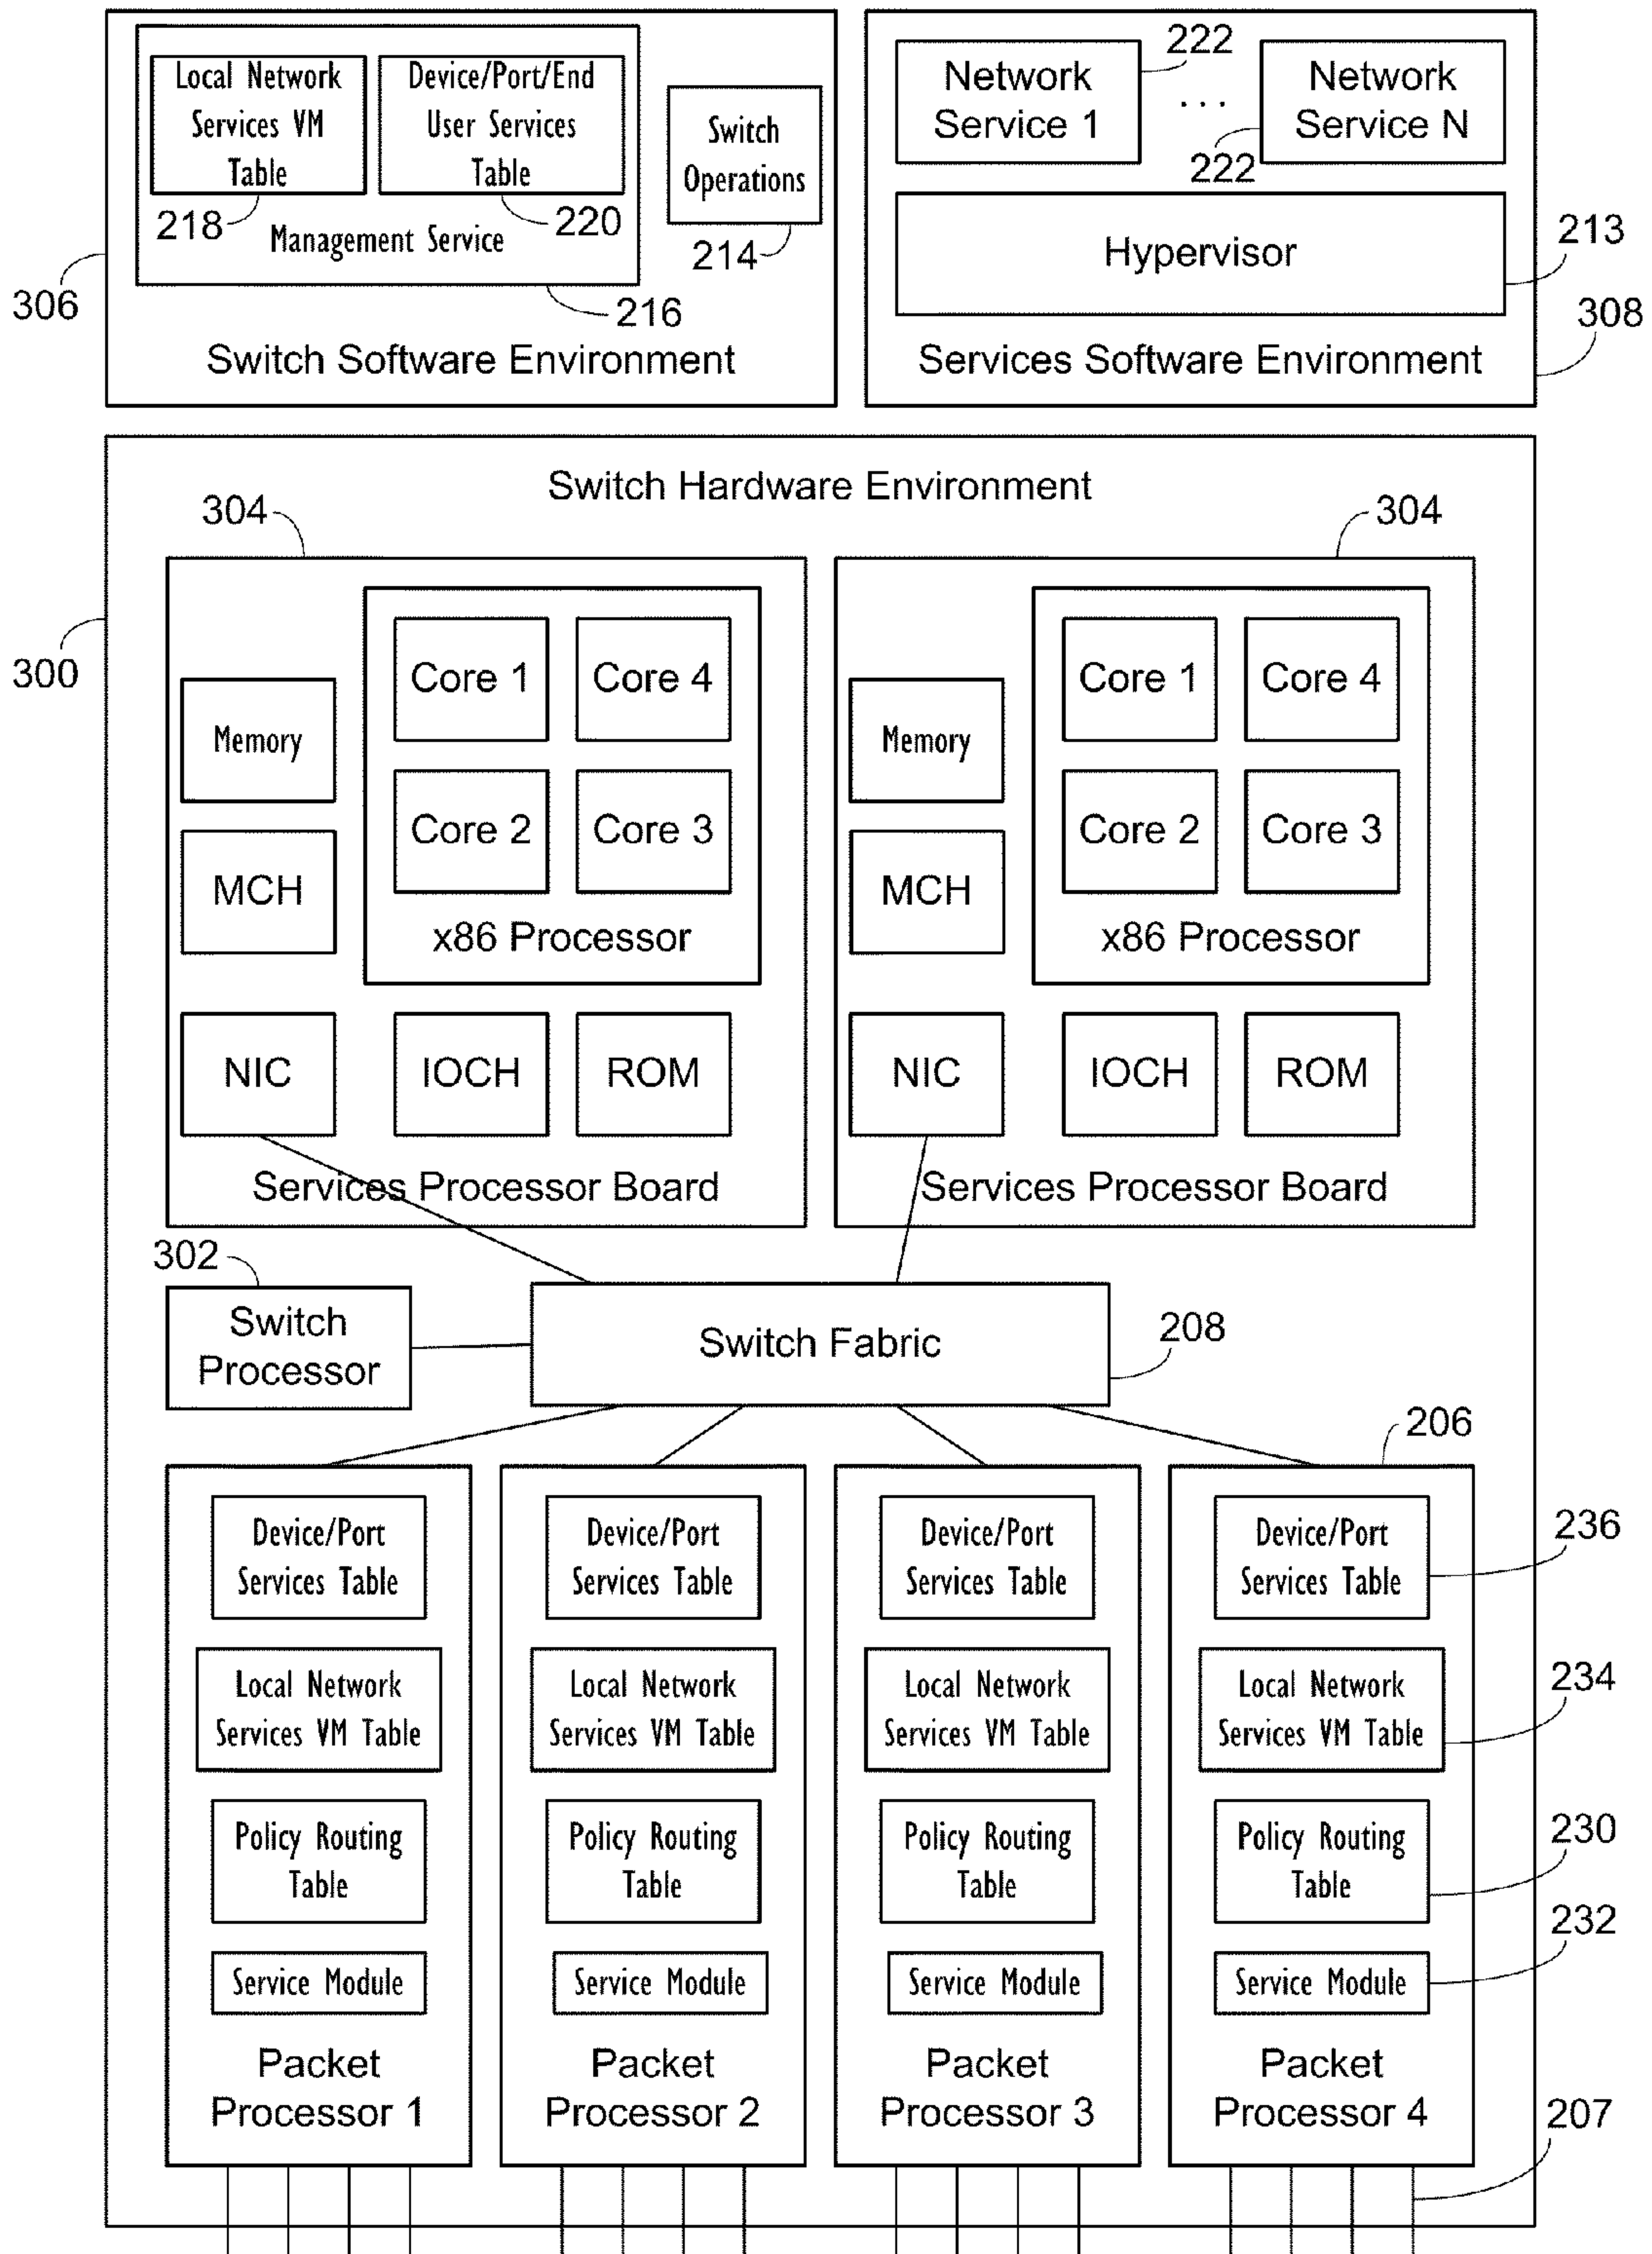 Local Network
Services VM
Table
218
Device/Port/End
User Services
Table
220
Management Service
216
Switch
Operations
214
306
Switch Software Environment
Network
Service 1
222
. . .
222
Network
Service N
Hypervisor
213
308
Services Software Environment
Switch Hardware Environment
300
304
Core 1
Core 4
Memory
Core 2
Core 3
MCH
x86 Processor
NIC
IOCH
ROM
Services Processor Board
304
Core 1
Core 4
Memory
Core 2
Core 3
MCH
x86 Processor
NIC
IOCH
ROM
Services Processor Board
302
Switch
Processor
Switch Fabric
208
206
Device/Port
Services Table
Local Network
Services VM Table
Policy Routing
Table
Service Module
Packet
Processor 1
Device/Port
Services Table
Local Network
Services VM Table
Policy Routing
Table
Service Module
Packet
Processor 2
Device/Port
Services Table
Local Network
Services VM Table
Policy Routing
Table
Service Module
Packet
Processor 3
Device/Port
Services Table
236
Local Network
Services VM Table
234
Policy Routing
Table
230
Service Module
232
Packet
Processor 4
207